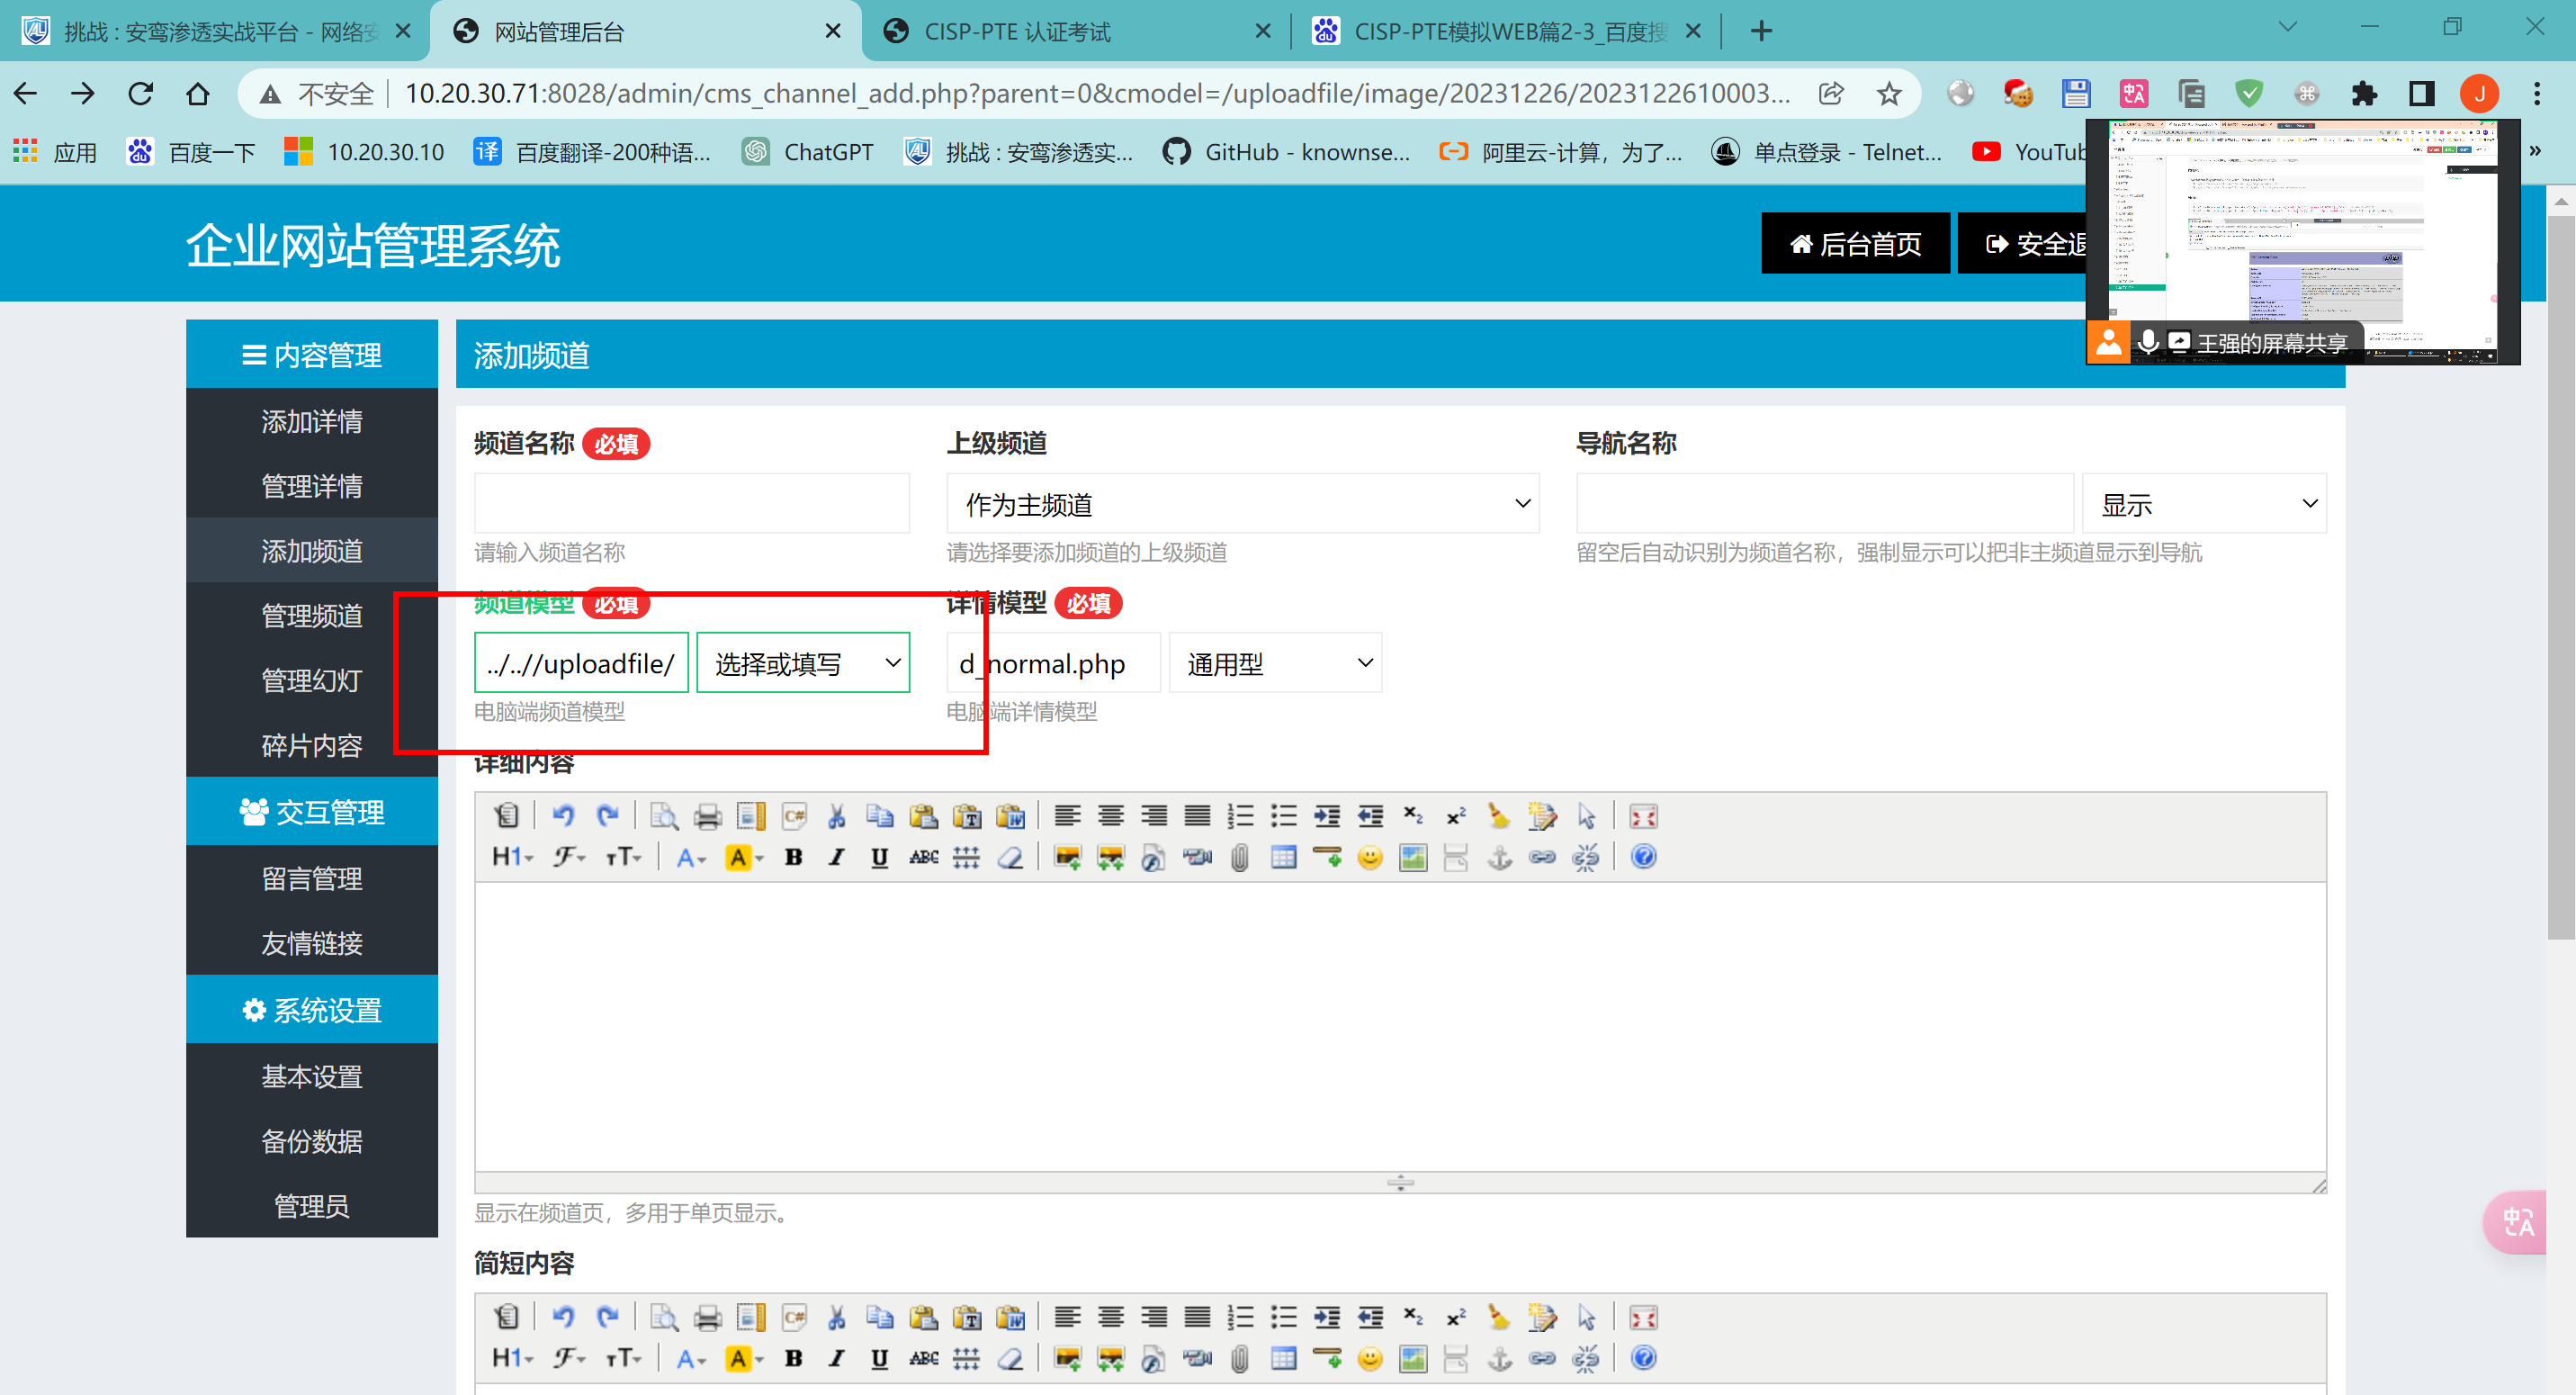 挑战 : 安鸾渗透实战平台 - 网络安
网站管理后台
CISP-PTE 认证考试
CISP-PTE模拟WEB篇2-3_百度搜
不安全
10.20.30.71:8028/admin/cms_channel_add.php?parent=0&cmodel=/uploadfile/image/20231226/2023122610003...
J
应用
百度一下
10.20.30.10
百度翻译-200种语...
ChatGPT
挑战 : 安鸾渗透实...
GitHub - knownse...
阿里云-计算，为了...
单点登录 - Telnet...
YouTub
»
企业网站管理系统
后台首页
安全退
王强的屏幕共享
内容管理
添加详情
管理详情
添加频道
管理频道
管理幻灯
碎片内容
交互管理
留言管理
友情链接
系统设置
基本设置
备份数据
管理员
添加频道
频道名称 必填
上级频道
导航名称
作为主频道
显示
请输入频道名称
请选择要添加频道的上级频道
留空后自动识别为频道名称，强制显示可以把非主频道显示到导航
频道模型 必填
详情模型 必填
../..//uploadfile/
选择或填写
d_normal.php
通用型
电脑端频道模型
电脑端详情模型
详细内容
显示在频道页，多用于单页显示。
简短内容